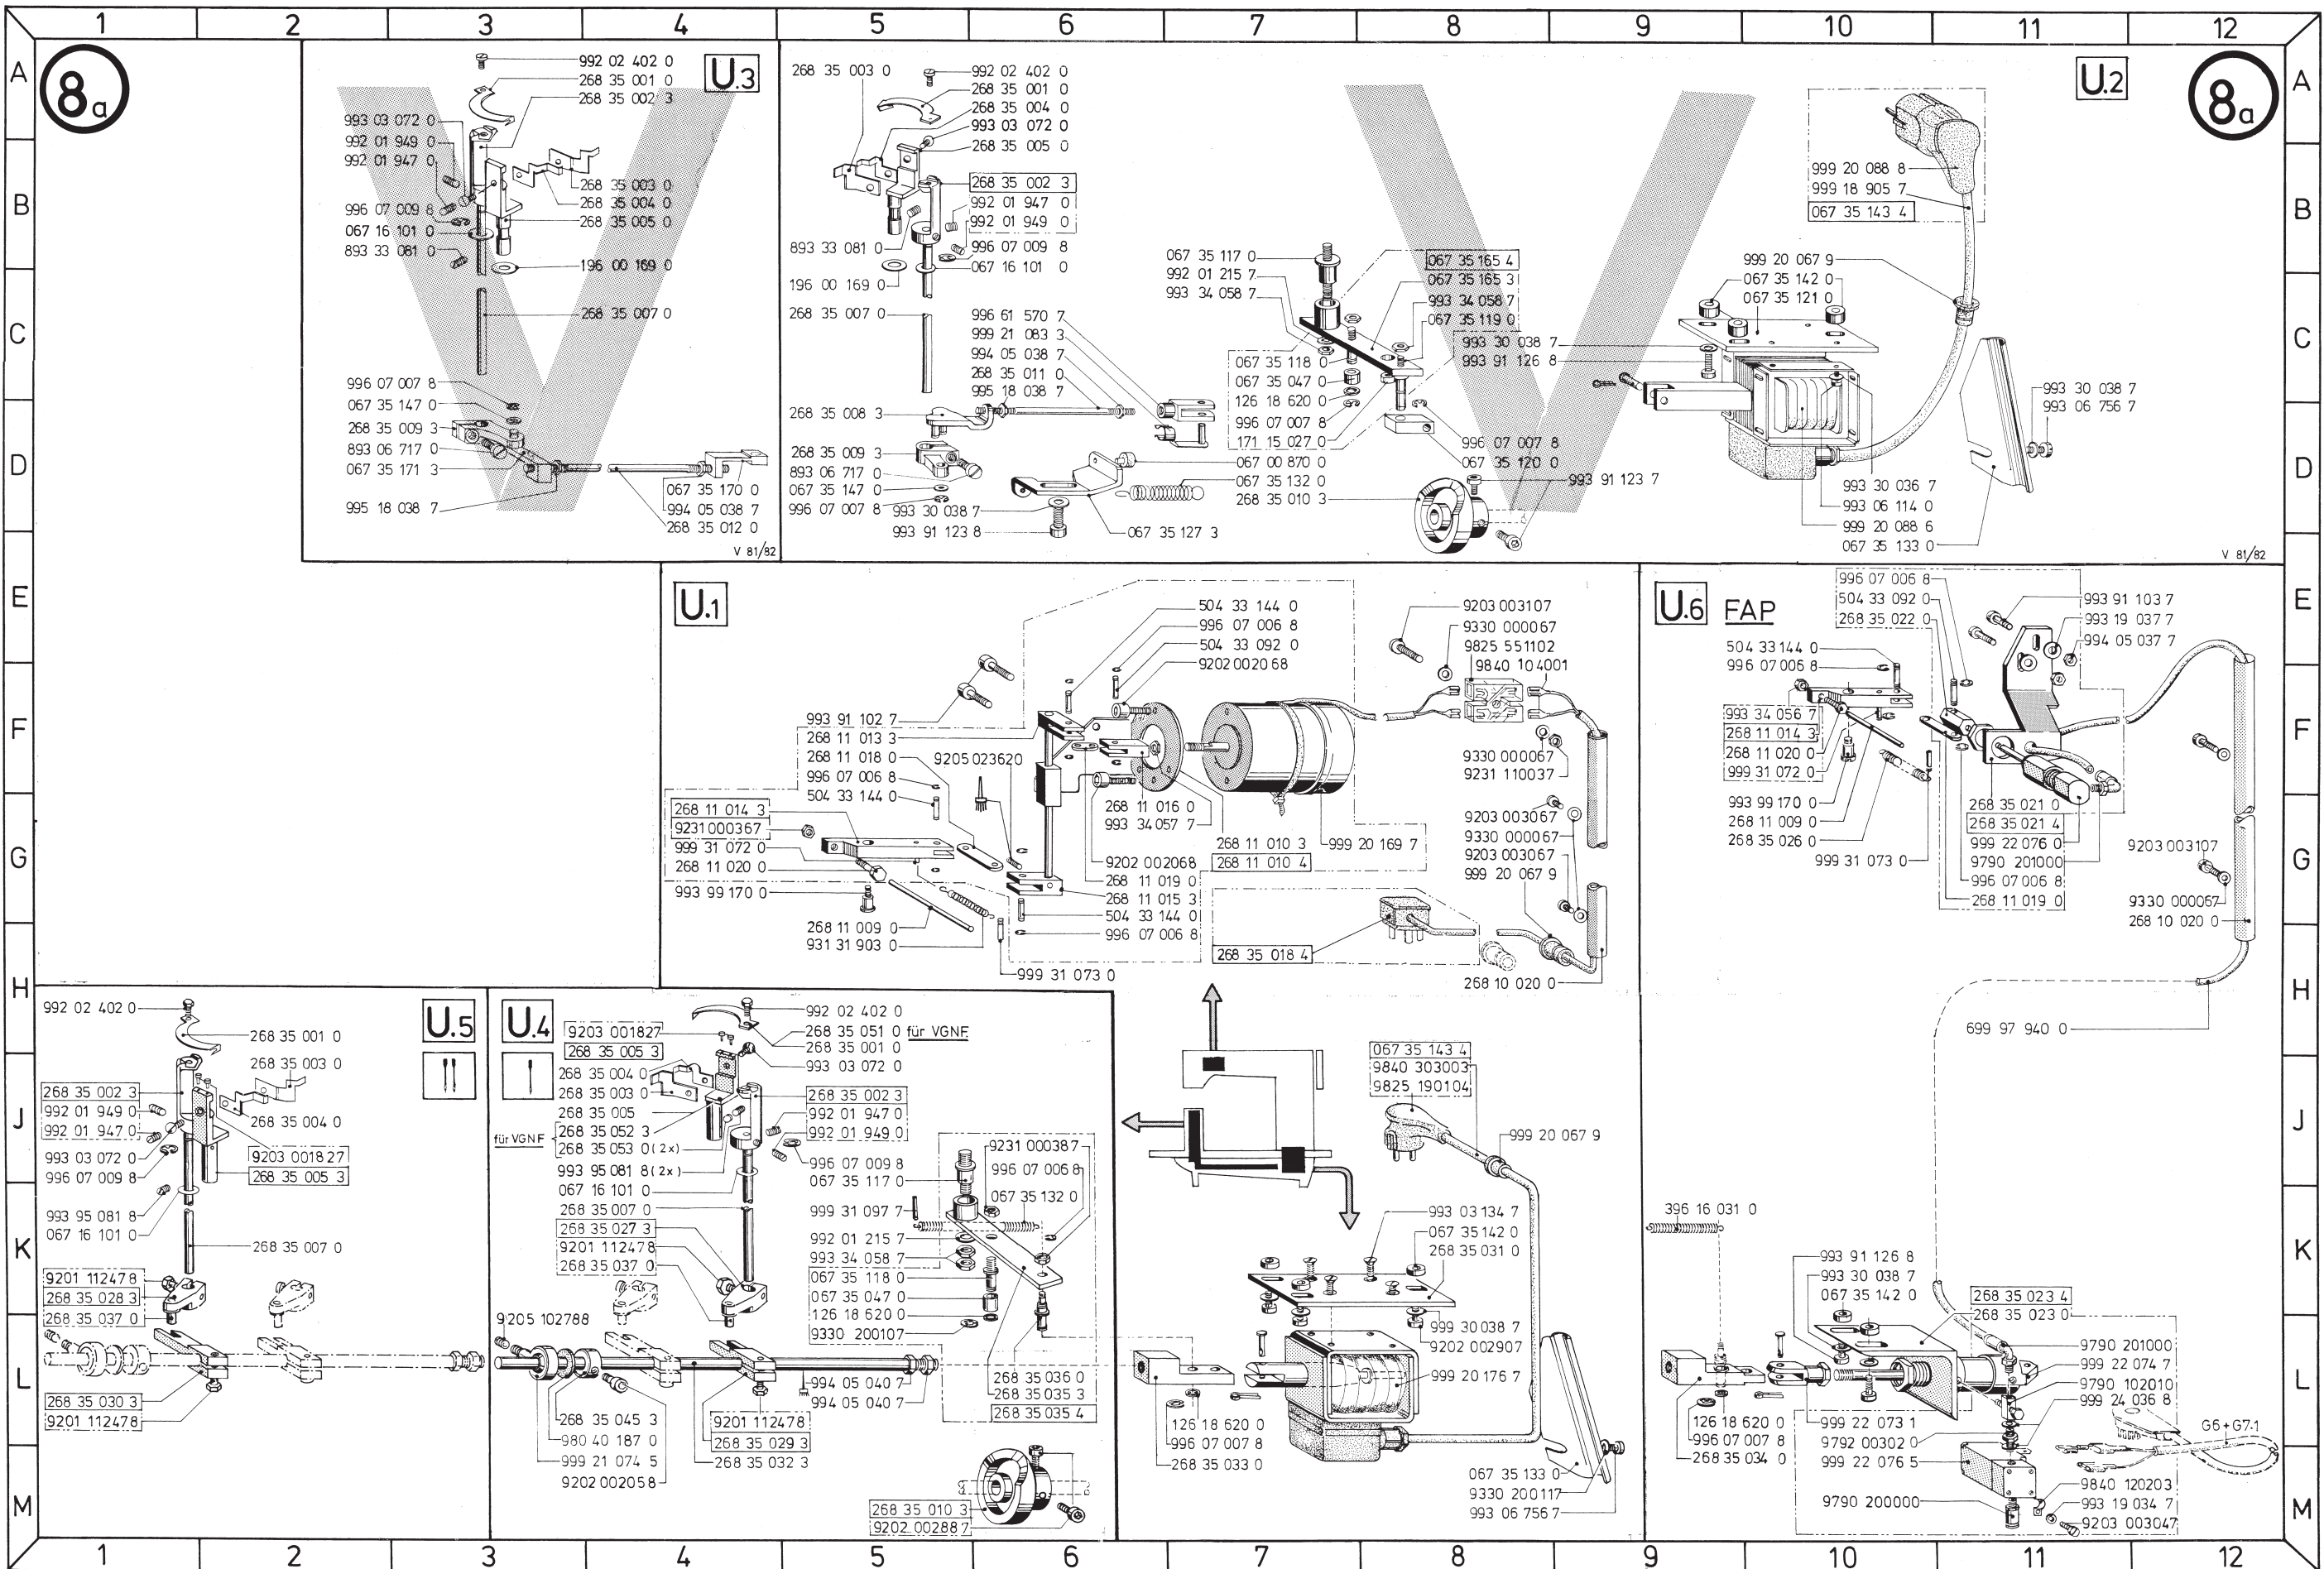 1 2 3 4 5 6 7 8 9 10 11 12
A
B
C
D
E
F
G
H
J
K
L
M
8a
U.3
992 02 402 0
268 35 001 0
268 35 002 3
993 03 072 0
992 01 949 0
992 01 947 0
268 35 003 0
268 35 004 0
268 35 005 0
996 07 009 8
067 16 101 0
893 33 081 0
196 00 169 0
268 35 007 0
996 07 007 8
067 35 147 0
268 35 009 3
893 06 717 0
067 35 171 3
995 18 038 7
067 35 170 0
994 05 038 7
268 35 012 0
V 81/82
U.2
8a
268 35 003 0
992 02 402 0
268 35 001 0
268 35 004 0
993 03 072 0
268 35 005 0
268 35 002 3
992 01 947 0
992 01 949 0
893 33 081 0
996 07 009 8
067 16 101 0
196 00 169 0
268 35 007 0
996 61 570 7
999 21 083 3
994 05 038 7
268 35 011 0
995 18 038 7
268 35 008 3
268 35 009 3
893 06 717 0
067 35 147 0
996 07 007 8
993 30 038 7
993 91 123 8
067 00 870 0
067 35 132 0
268 35 010 3
067 35 127 3
067 35 117 0
992 01 215 7
993 34 058 7
067 35 165 4
067 35 165 3
993 34 058 7
067 35 119 0
993 30 038 7
993 91 126 8
067 35 118 0
067 35 047 0
126 18 620 0
996 07 007 8
171 15 027 0
996 07 007 8
067 35 120 0
993 91 123 7
999 20 088 8
999 18 905 7
067 35 143 4
999 20 067 9
067 35 142 0
067 35 121 0
993 30 038 7
993 06 756 7
993 30 036 7
993 06 114 0
999 20 088 6
067 35 133 0
V 81/82
U.1
504 33 144 0
996 07 006 8
504 33 092 0
9202 002068
993 91 102 7
268 11 013 3
268 11 018 0
996 07 006 8
504 33 144 0
9205 023620
268 11 014 3
9231 000367
999 31 072 0
268 11 020 0
993 99 170 0
268 11 009 0
931 31 903 0
999 31 073 0
268 11 016 0
993 34 057 7
9202 002068
268 11 019 0
268 11 015 3
504 33 144 0
996 07 006 8
268 11 010 3
268 11 010 4
999 20 169 7
9203 003107
9330 000067
9825 551102
9840 104001
9330 000067
9231 110037
9203 003067
9330 000067
9203 003067
999 20 067 9
268 35 018 4
268 10 020 0
U.6 FAP
996 07 006 8
504 33 092 0
268 35 022 0
993 91 103 7
993 19 037 7
994 05 037 7
504 33 144 0
996 07 006 8
993 34 056 7
268 11 014 3
268 11 020 0
999 31 072 0
993 99 170 0
268 11 009 0
268 35 026 0
999 31 073 0
268 35 021 0
268 35 021 4
999 22 076 0
9790 201000
996 07 006 8
268 11 019 0
9203 003107
9330 000067
268 10 020 0
699 97 940 0
396 16 031 0
993 91 126 8
993 30 038 7
067 35 142 0
268 35 023 4
268 35 023 0
9790 201000
999 22 074 7
9790 102010
999 24 036 8
G6+G7.1
126 18 620 0
996 07 007 8
268 35 034 0
999 22 073 1
9792 00302 0
999 22 076 5
9790 200000
9840 120203
993 19 034 7
9203 003047
U.5
992 02 402 0
268 35 001 0
268 35 003 0
268 35 002 3
992 01 949 0
992 01 947 0
268 35 004 0
993 03 072 0
996 07 009 8
9203 001827
268 35 005 3
993 95 081 8
067 16 101 0
268 35 007 0
9201 112478
268 35 028 3
268 35 037 0
268 35 030 3
9201 112478
U.4
9203 001827
268 35 005 3
992 02 402 0
268 35 051 0 für VGNF
268 35 001 0
993 03 072 0
268 35 004 0
268 35 003 0
268 35 005
für VGNF
268 35 052 3
268 35 053 0 (2x)
993 95 081 8 (2x)
067 16 101 0
268 35 007 0
268 35 027 3
9201 112478
268 35 037 0
268 35 002 3
992 01 947 0
992 01 949 0
996 07 009 8
067 35 117 0
9231 000387
996 07 006 8
067 35 132 0
999 31 097 7
992 01 215 7
993 34 058 7
067 35 118 0
067 35 047 0
126 18 620 0
9330 200107
9205 102788
994 05 040 7
994 05 040 7
268 35 036 0
268 35 035 3
268 35 035 4
268 35 045 3
980 40 187 0
999 21 074 5
9202 002058
9201 112478
268 35 029 3
268 35 032 3
268 35 010 3
9202 002887
067 35 143 4
9840 303003
9825 190104
999 20 067 9
993 03 134 7
067 35 142 0
268 35 031 0
999 30 038 7
9202 002907
999 20 176 7
126 18 620 0
996 07 007 8
268 35 033 0
067 35 133 0
9330 200117
993 06 756 7
A
B
C
D
E
F
G
H
J
K
L
M
1 2 3 4 5 6 7 8 9 10 11 12